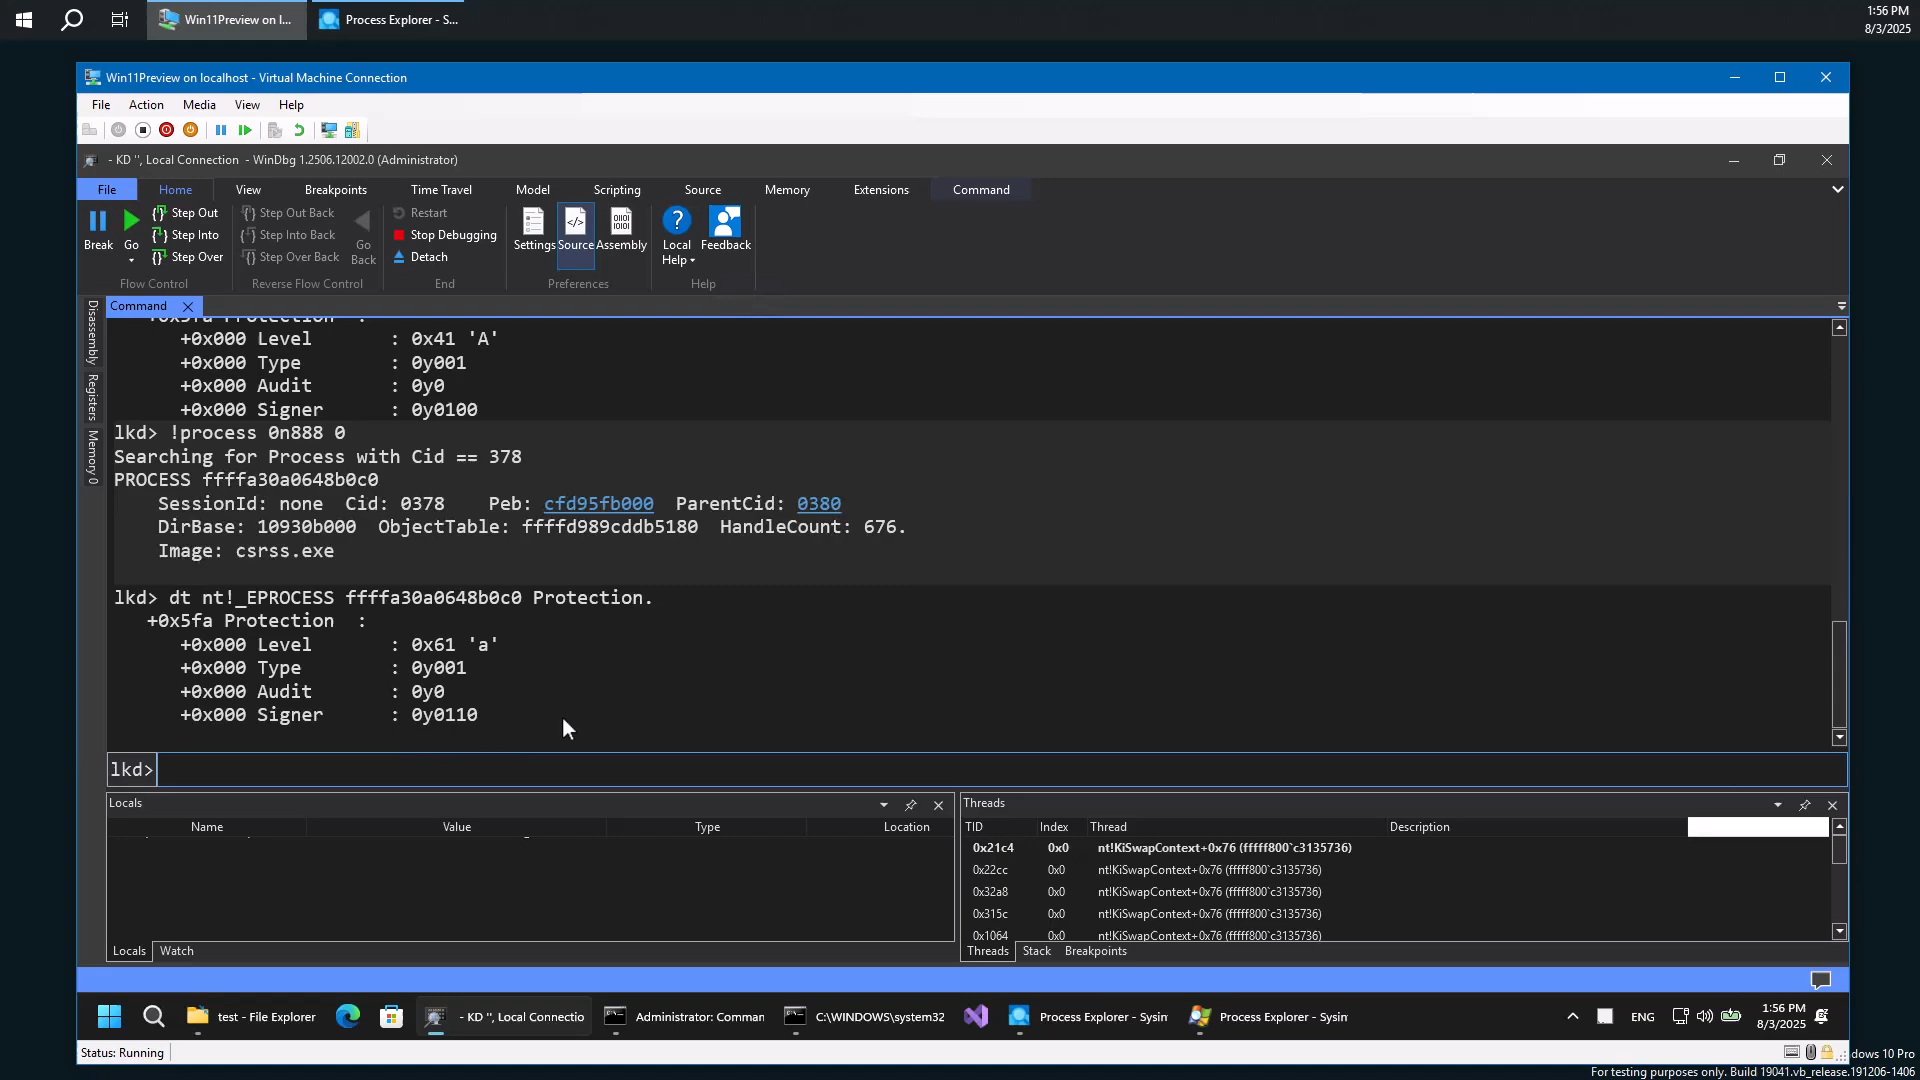 Win11Preview on l...
Process Explorer - S...
1:56 PM
8/3/2025
Win11Preview on localhost - Virtual Machine Connection
File Action Media View Help
- KD '', Local Connection - WinDbg 1.2506.12002.0 (Administrator)
File Home View Breakpoints Time Travel Model Scripting Source Memory Extensions Command
Break
Go
Step Out
Step Into
Step Over
Flow Control
Step Out Back
Step Into Back
Step Over Back
Go
Back
Reverse Flow Control
Restart
Stop Debugging
Detach
End
Settings
Source
Assembly
Preferences
Local
Help
Feedback
Help
Command
Disassembly
Registers
Memory 0
+0x5fa Protection :
+0x000 Level : 0x41 'A'
+0x000 Type : 0y001
+0x000 Audit : 0y0
+0x000 Signer : 0y0100
lkd> !process 0n888 0
Searching for Process with Cid == 378
PROCESS ffffa30a0648b0c0
SessionId: none Cid: 0378 Peb: cfd95fb000 ParentCid: 0380
DirBase: 10930b000 ObjectTable: ffffd989cddb5180 HandleCount: 676.
Image: csrss.exe
lkd> dt nt!_EPROCESS ffffa30a0648b0c0 Protection.
+0x5fa Protection :
+0x000 Level : 0x61 'a'
+0x000 Type : 0y001
+0x000 Audit : 0y0
+0x000 Signer : 0y0110
lkd>
Locals
Name Value Type Location
Locals Watch
Threads
TID Index Thread Description
0x21c4 0x0 nt!KiSwapContext+0x76 (fffff800`c3135736)
0x22cc 0x0 nt!KiSwapContext+0x76 (fffff800`c3135736)
0x32a8 0x0 nt!KiSwapContext+0x76 (fffff800`c3135736)
0x315c 0x0 nt!KiSwapContext+0x76 (fffff800`c3135736)
0x1064 0x0 nt!KiSwapContext+0x76 (fffff800`c3135736)
Threads Stack Breakpoints
test - File Explorer
- KD '', Local Connectio
Administrator: Comman
C:\WINDOWS\system32
Process Explorer - Sysin
Process Explorer - Sysin
ENG
1:56 PM
8/3/2025
Status: Running
dows 10 Pro
For testing purposes only. Build 19041.vb_release.191206-1406